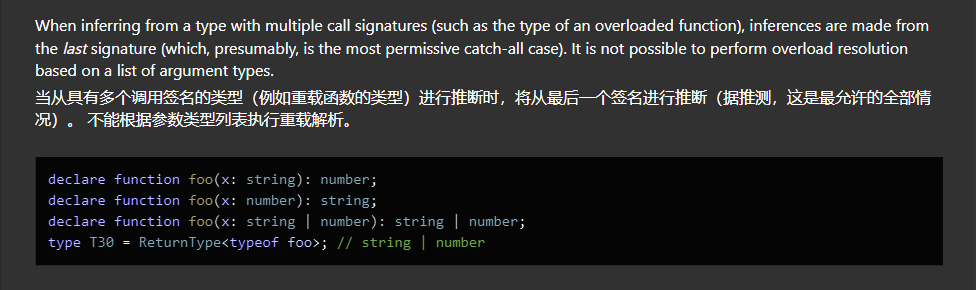 When inferring from a type with multiple call signatures (such as the type of an overloaded function), inferences are made from
the last signature (which, presumably, is the most permissive catch-all case). It is not possible to perform overload resolution
based on a list of argument types.
当从具有多个调用签名的类型（例如重载函数的类型）进行推断时，将从最后一个签名进行推断（据推测，这是最允许的全部情
况）。 不能根据参数类型列表执行重载解析。
declare function foo(x: string): number;
declare function foo(x: number): string;
declare function foo(x: string | number): string | number;
type T30 = ReturnType<typeof foo>; // string | number